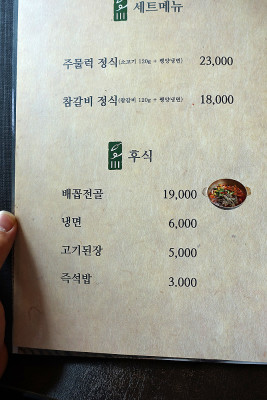 세트메뉴
주물럭 정식(소고기 120g + 평양냉면) 23,000
참갈비 정식(참갈비 120g + 평양냉면) 18,000
후식
배꼽전골 19,000
냉면 6,000
고기된장 5,000
즉석밥 3.000